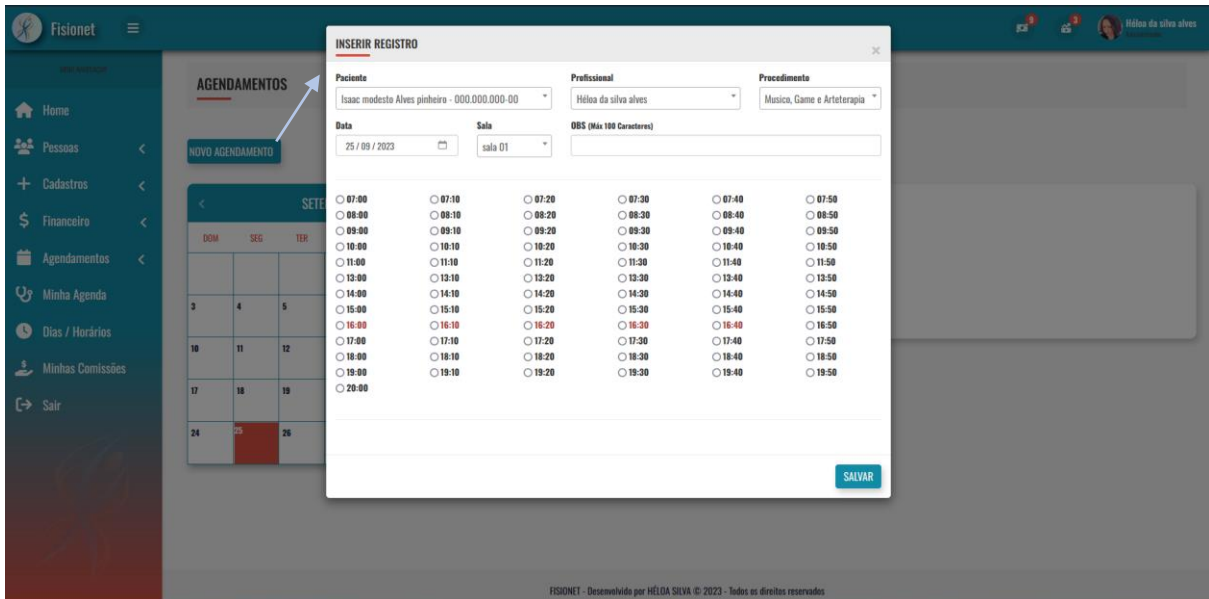 Fisionet
9
3
Héloa da silva alves
INSERIR REGISTRO
×
AGENDAMENTOS
Paciente Profissional Procedimento
Isaac modesto Alves pinheiro - 000.000.000-00 Héloa da silva alves Musico, Game e Arteterapia
Data Sala OBS (Máx 100 Caracteres)
25 / 09 / 2023 sala 01
Home
Pessoas
Cadastros
Financeiro
Agendamentos
Minha Agenda
Dias / Horários
Minhas Comissões
Sair
NOVO AGENDAMENTO
SETE
DOM SEG TER
3 4 5
10 11 12
17 18 19
24 25 26
07:00 07:10 07:20 07:30 07:40 07:50
08:00 08:10 08:20 08:30 08:40 08:50
09:00 09:10 09:20 09:30 09:40 09:50
10:00 10:10 10:20 10:30 10:40 10:50
11:00 11:10 11:20 11:30 11:40 11:50
13:00 13:10 13:20 13:30 13:40 13:50
14:00 14:10 14:20 14:30 14:40 14:50
15:00 15:10 15:20 15:30 15:40 15:50
16:00 16:10 16:20 16:30 16:40 16:50
17:00 17:10 17:20 17:30 17:40 17:50
18:00 18:10 18:20 18:30 18:40 18:50
19:00 19:10 19:20 19:30 19:40 19:50
20:00
SALVAR
FISIONET - Desenvolvido por HÉLOA SILVA © 2023 - Todos os direitos reservados